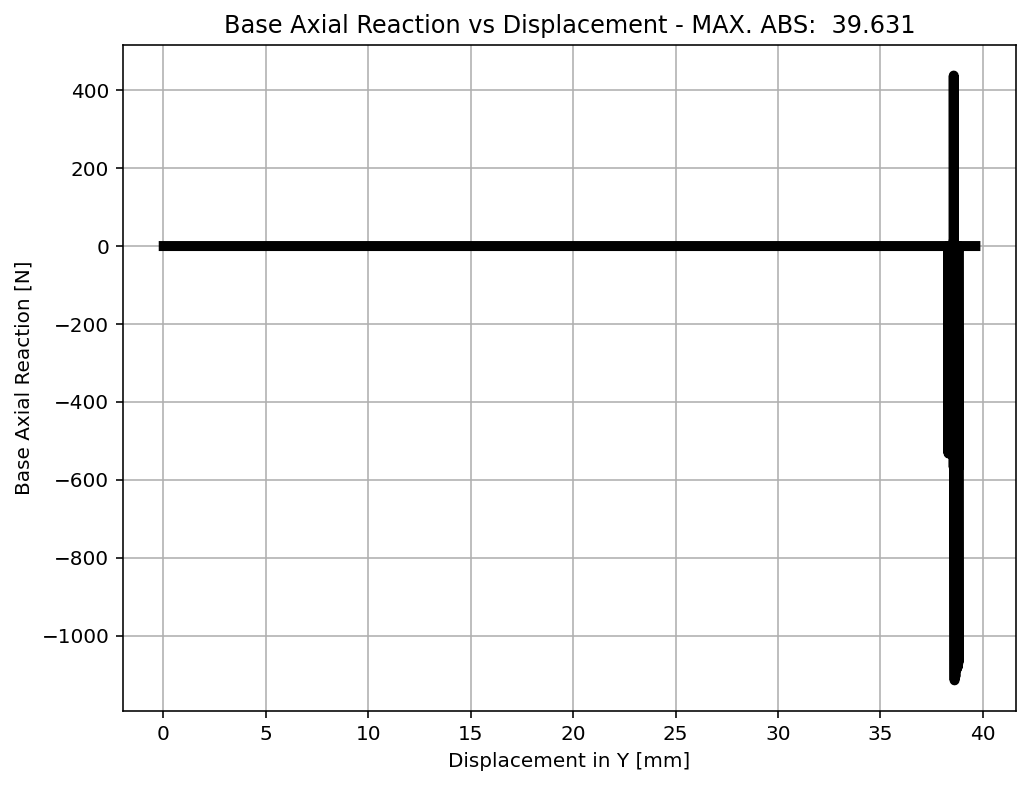 Base Axial Reaction vs Displacement - MAX. ABS:  39.631
400
200
0
−200
−400
−600
−800
−1000
Base Axial Reaction [N]
0 5 10 15 20 25 30 35 40
Displacement in Y [mm]